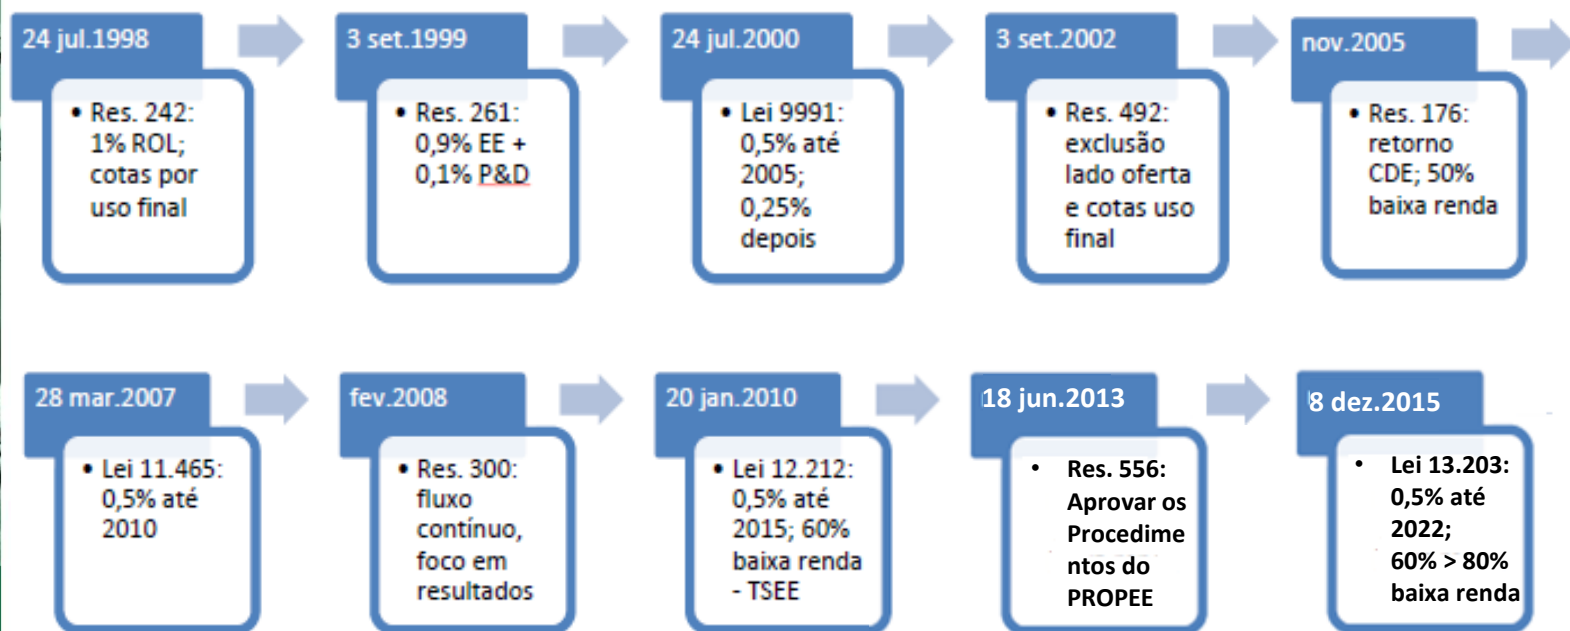 24 jul.1998
• Res. 242:
1% ROL;
cotas por
uso final
3 set.1999
• Res. 261:
0,9% EE +
0,1% P&D
24 jul.2000
• Lei 9991:
0,5% até
2005;
0,25%
depois
3 set.2002
• Res. 492:
exclusão
lado oferta
e cotas uso
final
nov.2005
• Res. 176:
retorno
CDE; 50%
baixa renda
28 mar.2007
• Lei 11.465:
0,5% até
2010
fev.2008
• Res. 300:
fluxo
contínuo,
foco em
resultados
20 jan.2010
• Lei 12.212:
0,5% até
2015; 60%
baixa renda
- TSEE
18 jun.2013
• Res. 556:
Aprovar os
Procedime
ntos do
PROPEE
8 dez.2015
• Lei 13.203:
0,5% até
2022;
60% > 80%
baixa renda